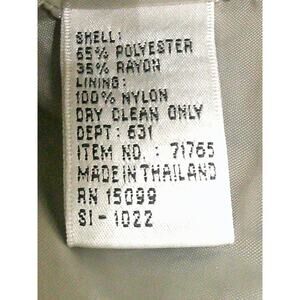 SHELL:
65% POLYESTER
35% RAYON
LINING:
100% NYLON
DRY CLEAN ONLY
DEPT: 631
ITEM NO. : 71765
MADE IN THAILAND
RN 15099
SI-1022